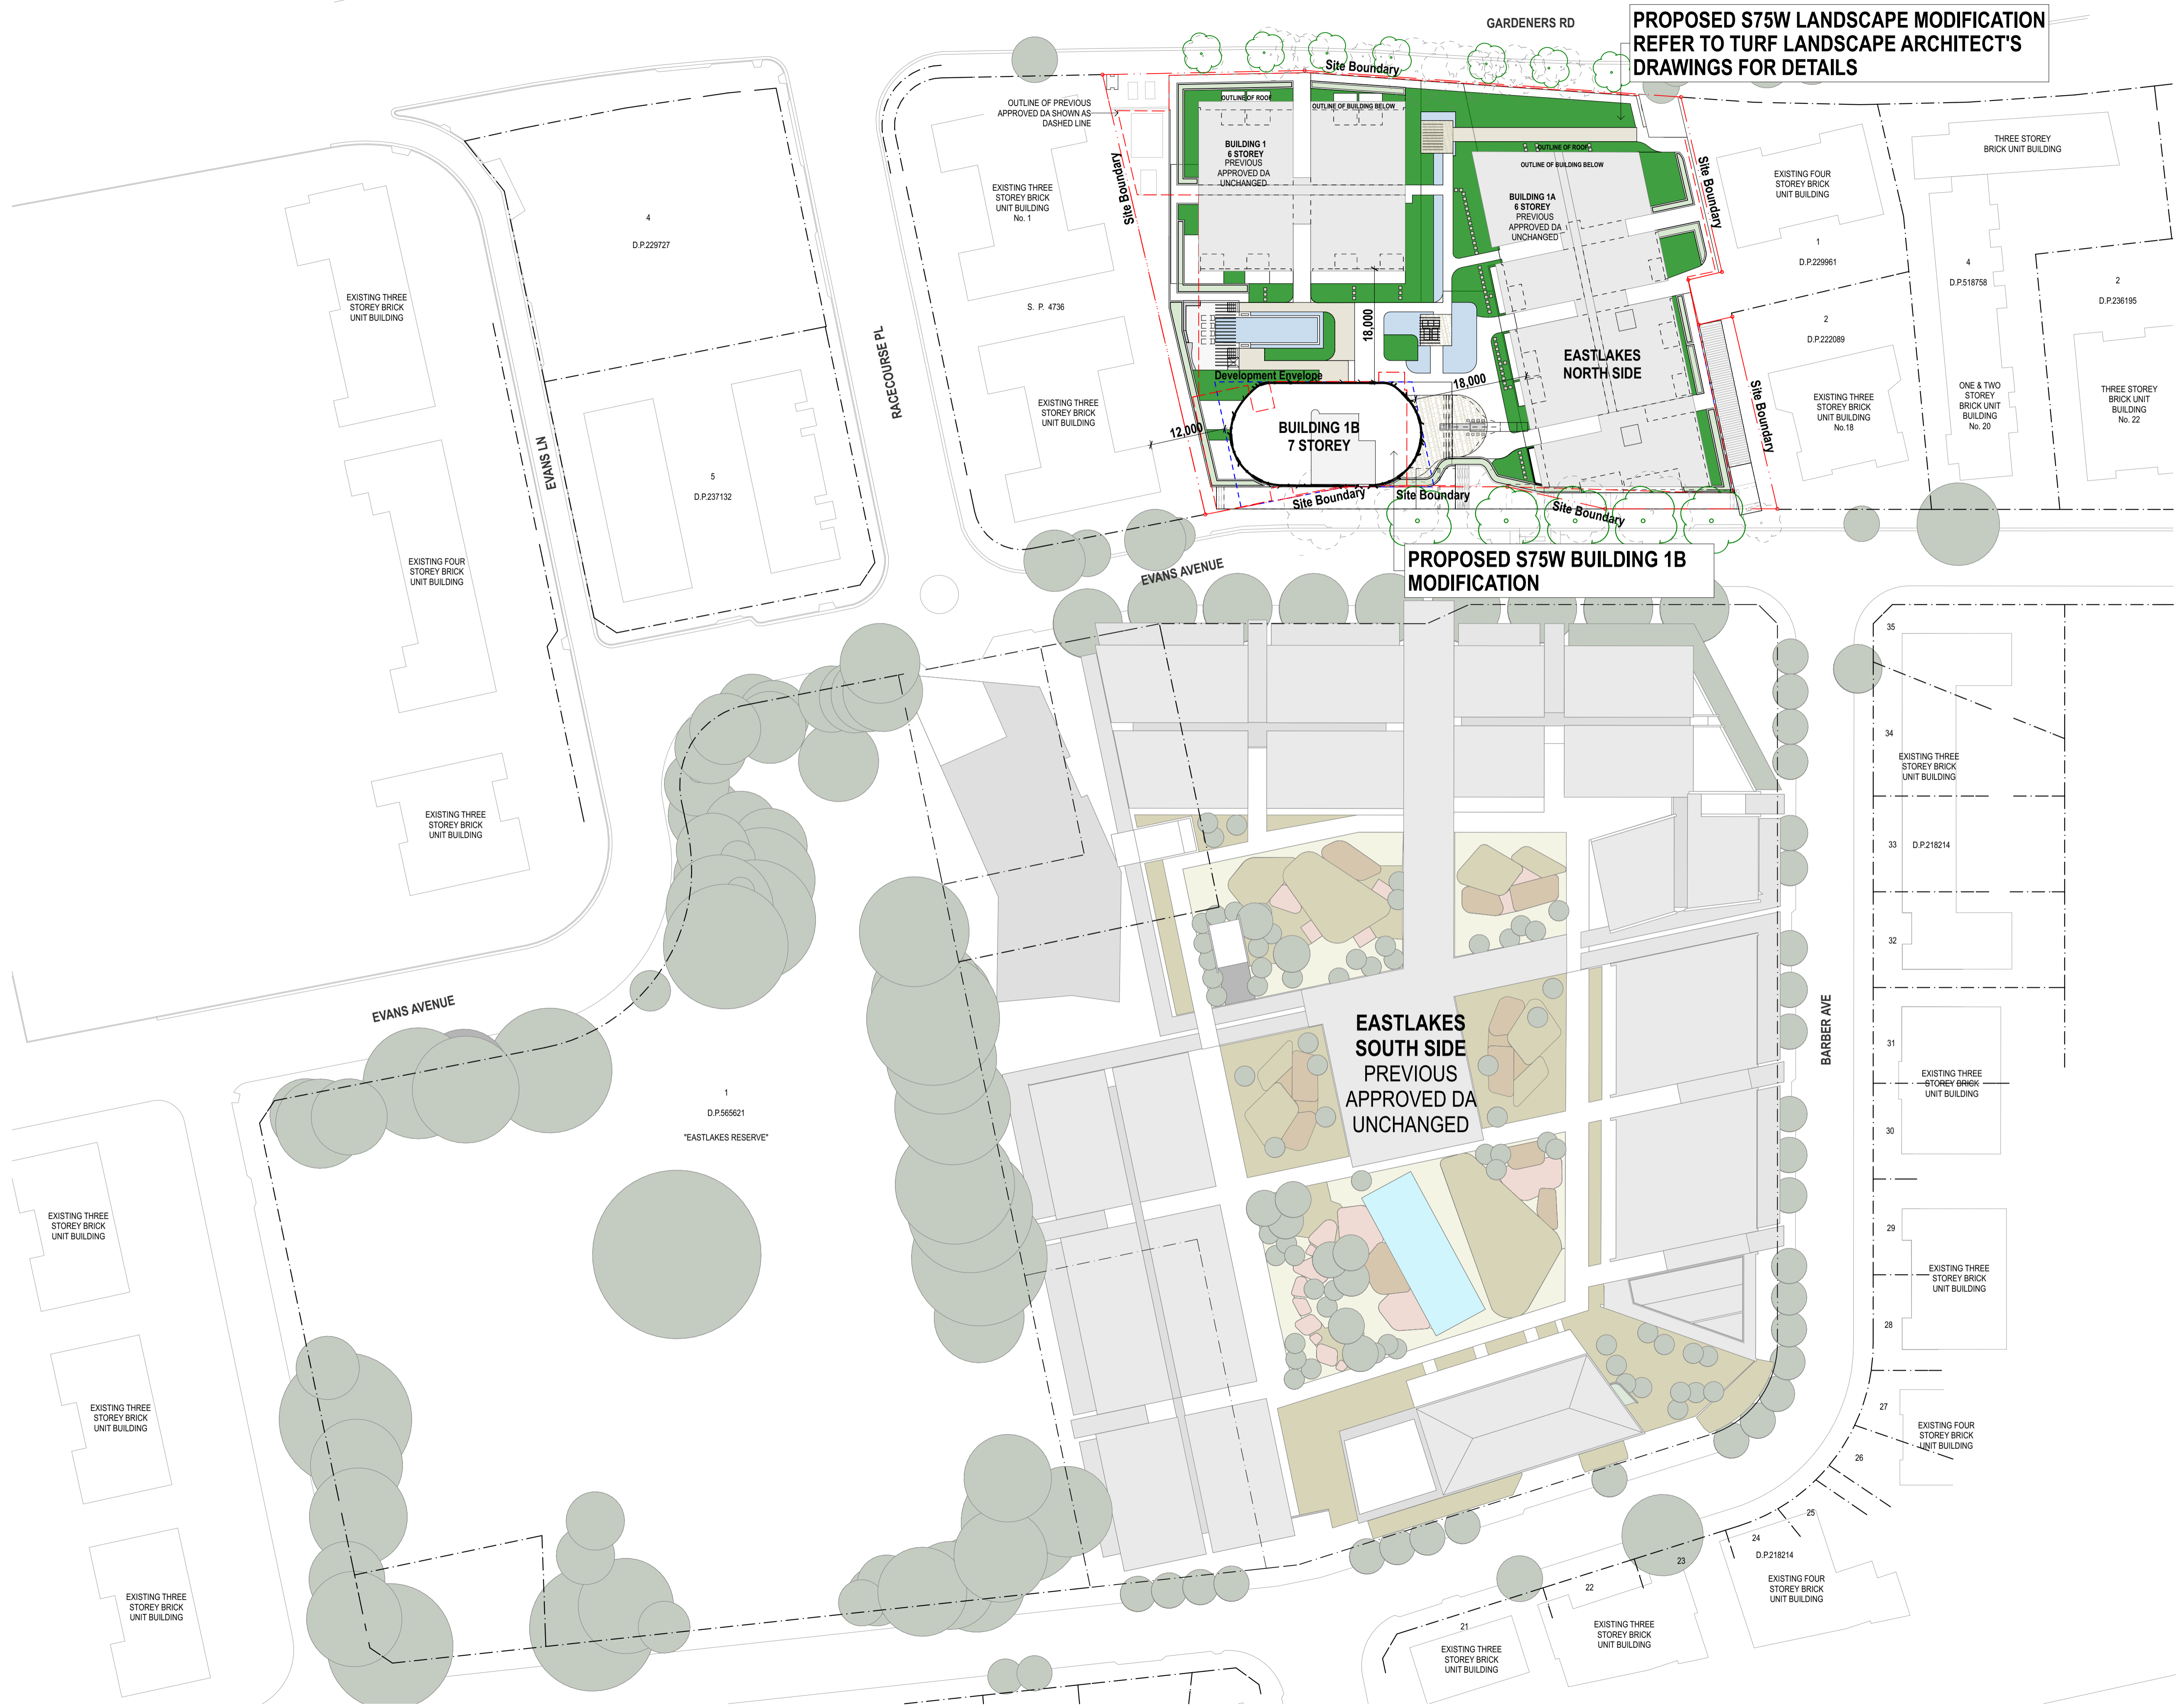 GARDENERS RD
PROPOSED S75W LANDSCAPE MODIFICATION
REFER TO TURF LANDSCAPE ARCHITECT'S
DRAWINGS FOR DETAILS
Site Boundary
OUTLINE OF PREVIOUS
APPROVED DA SHOWN AS
DASHED LINE
OUTLINE OF ROOF
OUTLINE OF BUILDING BELOW
BUILDING 1
6 STOREY
PREVIOUS
APPROVED DA
UNCHANGED
OUTLINE OF ROOF
OUTLINE OF BUILDING BELOW
BUILDING 1A
6 STOREY
PREVIOUS
APPROVED DA
UNCHANGED
Site Boundary
Site Boundary
THREE STOREY
BRICK UNIT BUILDING
EXISTING FOUR
STOREY BRICK
UNIT BUILDING
EXISTING THREE
STOREY BRICK
UNIT BUILDING
No. 1
4
D.P.229727
1
D.P.229961
4
D.P.518758
2
D.P.236195
EXISTING THREE
STOREY BRICK
UNIT BUILDING
S. P. 4736
RACECOURSE PL
18,000
2
D.P.222089
EASTLAKES
NORTH SIDE
Development Envelope
18,000
Site Boundary
EXISTING THREE
STOREY BRICK
UNIT BUILDING
12,000
BUILDING 1B
7 STOREY
EXISTING THREE
STOREY BRICK
UNIT BUILDING
No.18
ONE & TWO
STOREY
BRICK UNIT
BUILDING
No. 20
THREE STOREY
BRICK UNIT
BUILDING
No. 22
EVANS LN
5
D.P.237132
Site Boundary
Site Boundary
Site Boundary
EXISTING FOUR
STOREY BRICK
UNIT BUILDING
EVANS AVENUE
PROPOSED S75W BUILDING 1B
MODIFICATION
EXISTING THREE
STOREY BRICK
UNIT BUILDING
35
34
EXISTING THREE
STOREY BRICK
UNIT BUILDING
33
D.P.218214
32
EVANS AVENUE
EASTLAKES
SOUTH SIDE
PREVIOUS
APPROVED DA
UNCHANGED
BARBER AVE
31
EXISTING THREE
STOREY BRICK
UNIT BUILDING
30
1
D.P.565621
"EASTLAKES RESERVE"
EXISTING THREE
STOREY BRICK
UNIT BUILDING
29
EXISTING THREE
STOREY BRICK
UNIT BUILDING
28
EXISTING THREE
STOREY BRICK
UNIT BUILDING
27
EXISTING FOUR
STOREY BRICK
UNIT BUILDING
26
25
24
D.P.218214
EXISTING FOUR
STOREY BRICK
UNIT BUILDING
23
22
EXISTING THREE
STOREY BRICK
UNIT BUILDING
21
EXISTING THREE
STOREY BRICK
UNIT BUILDING
EXISTING THREE
STOREY BRICK
UNIT BUILDING